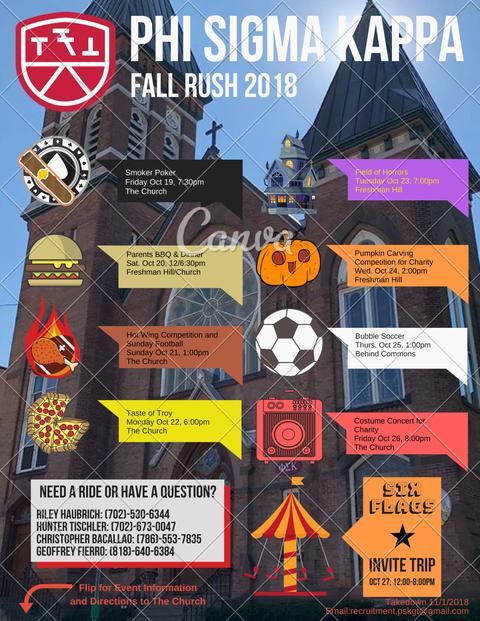 PHI SIGMA KAPPA
FALL RUSH 2018
Smoker Poker
Friday Oct 19, 7:30pm
The Church
Field of Horrors
Tuesday Oct 23, 7:00pm
Freshman Hill
Canva
Parents BBQ & Dinner
Sat. Oct 20, 12/6:30pm
Freshman Hill/Church
Pumpkin Carving
Competition for Charity
Wed. Oct 24, 2:00pm
Freshman Hill
Hot Wing Competition and
Sunday Football
Sunday Oct 21, 1:00pm
The Church
Bubble Soccer
Thurs. Oct 25, 1:00pm
Behind Commons
Taste of Troy
Monday Oct 22, 6:00pm
The Church
Costume Concert for
Charity
Friday Oct 26, 8:00pm
The Church
ΦΣΚ
NEED A RIDE OR HAVE A QUESTION?
RILEY HAUBRICH: (702)-530-6344
HUNTER TISCHLER: (702)-673-0047
CHRISTOPHER BACALLAO: (786)-553-7835
GEOFFREY FIERRO: (818)-640-6384
SIX
FLAGS
INVITE TRIP
OCT 27, 12:00-8:00PM
Flip for Event Information
and Directions to The Church
Takedown 11/1/2018
Email:recruitment.pskgt@gmail.com